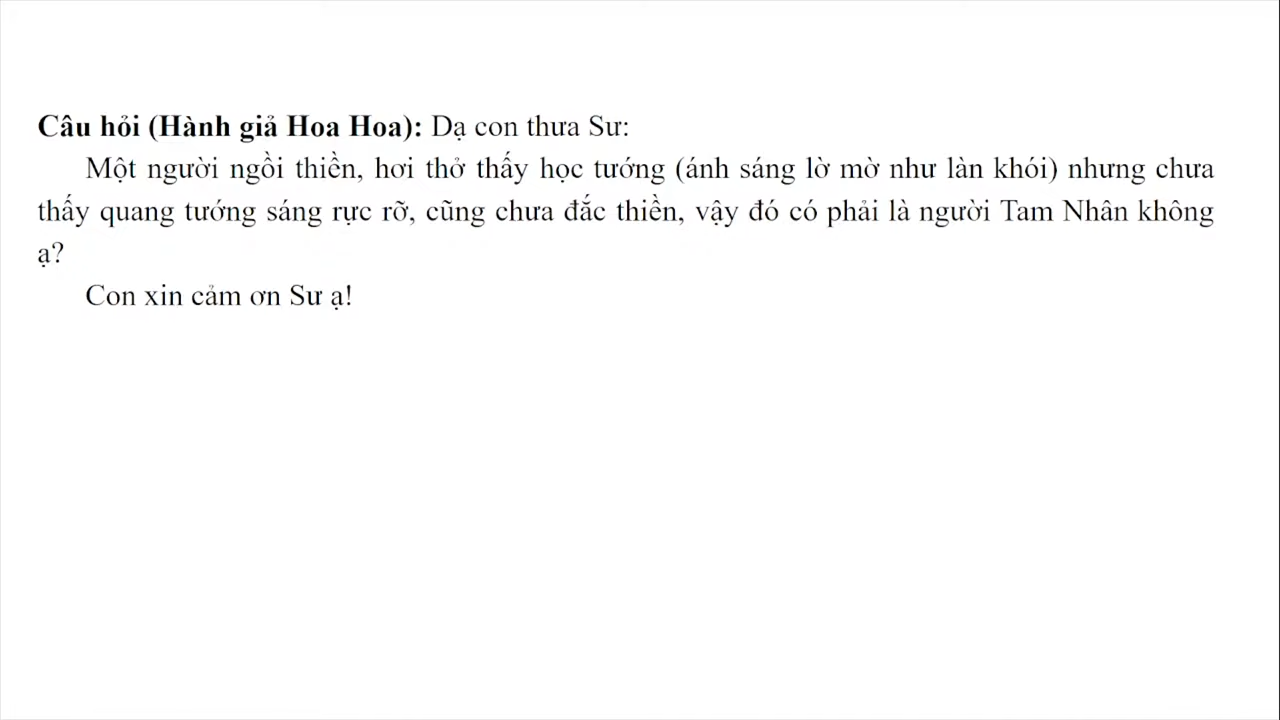 Câu hỏi (Hành giả Hoa Hoa): Dạ con thưa Sư:
Một người ngồi thiền, hơi thở thấy học tướng (ánh sáng lờ mờ như làn khói) nhưng chưa
thấy quang tướng sáng rực rỡ, cũng chưa đắc thiền, vậy đó có phải là người Tam Nhân không
ạ?
Con xin cảm ơn Sư ạ!